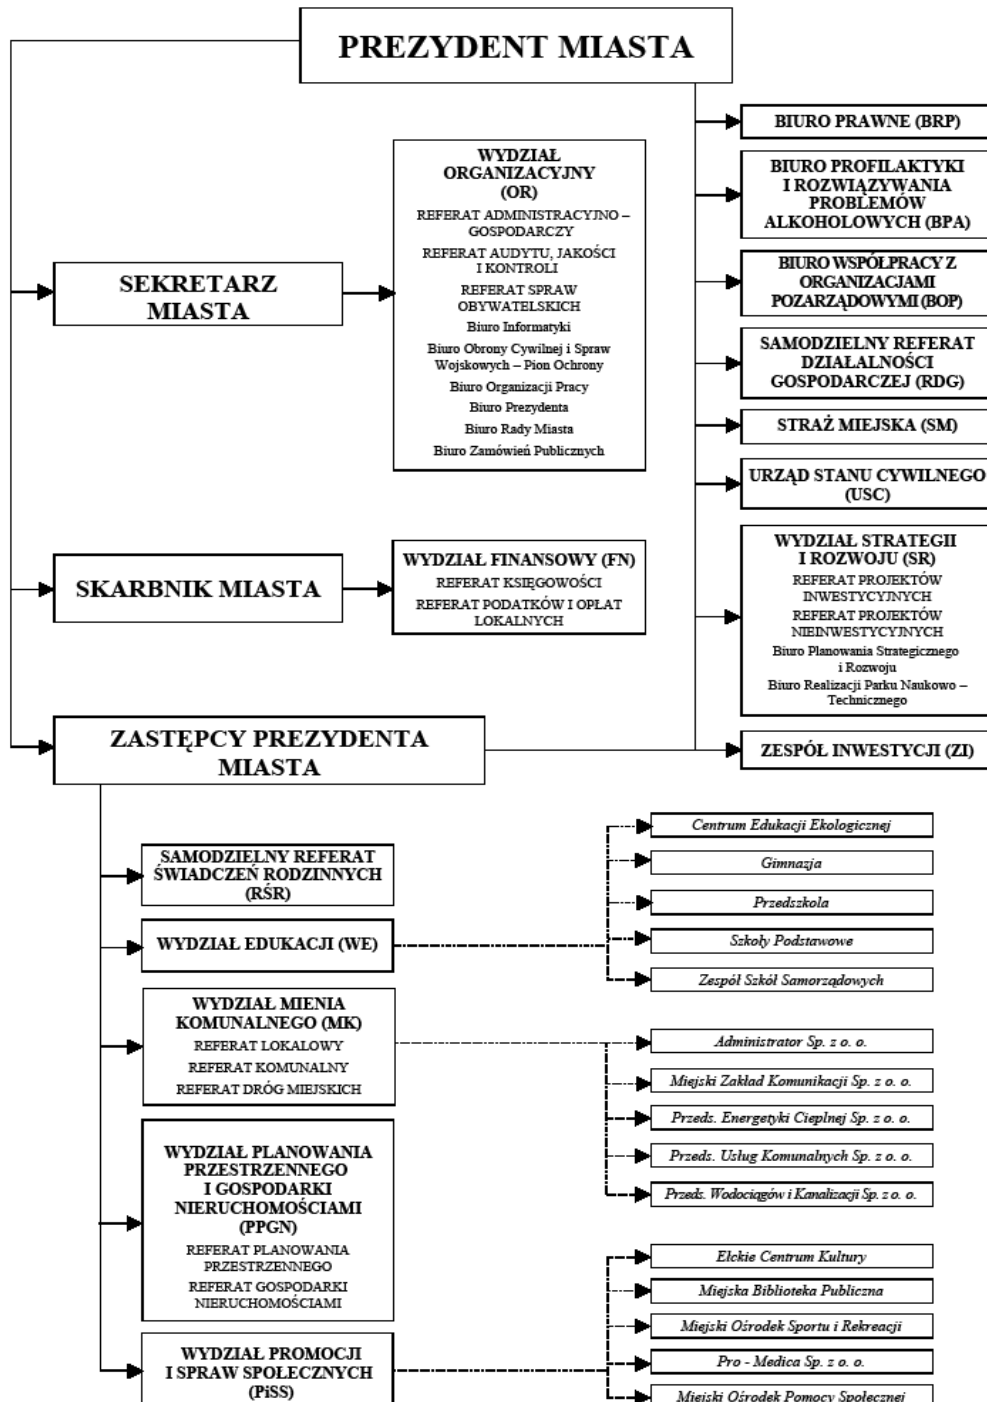 PREZYDENT MIASTA
SEKRETARZ
MIASTA
WYDZIAŁ
ORGANIZACYJNY
(OR)
REFERAT ADMINISTRACYJNO –
GOSPODARCZY
REFERAT AUDYTU, JAKOŚCI
I KONTROLI
REFERAT SPRAW
OBYWATELSKICH
Biuro Informatyki
Biuro Obrony Cywilnej i Spraw
Wojskowych – Pion Ochrony
Biuro Organizacji Pracy
Biuro Prezydenta
Biuro Rady Miasta
Biuro Zamówień Publicznych
SKARBNIK MIASTA
WYDZIAŁ FINANSOWY (FN)
REFERAT KSIĘGOWOŚCI
REFERAT PODATKÓW I OPŁAT
LOKALNYCH
BIURO PRAWNE (BRP)
BIURO PROFILAKTYKI
I ROZWIĄZYWANIA
PROBLEMÓW
ALKOHOLOWYCH (BPA)
BIURO WSPÓŁPRACY Z
ORGANIZACJAMI
POZARZĄDOWYMI (BOP)
SAMODZIELNY REFERAT
DZIAŁALNOŚCI
GOSPODARCZEJ (RDG)
STRAŻ MIEJSKA (SM)
URZĄD STANU CYWILNEGO
(USC)
WYDZIAŁ STRATEGII
I ROZWOJU (SR)
REFERAT PROJEKTÓW
INWESTYCYJNYCH
REFERAT PROJEKTÓW
NIEINWESTYCYJNYCH
Biuro Planowania Strategicznego
i Rozwoju
Biuro Realizacji Parku Naukowo –
Technicznego
ZESPÓŁ INWESTYCJI (ZI)
ZASTĘPCY PREZYDENTA
MIASTA
SAMODZIELNY REFERAT
ŚWIADCZEŃ RODZINNYCH
(RŚR)
WYDZIAŁ EDUKACJI (WE)
Centrum Edukacji Ekologicznej
Gimnazja
Przedszkola
Szkoły Podstawowe
Zespół Szkół Samorządowych
WYDZIAŁ MIENIA
KOMUNALNEGO (MK)
REFERAT LOKALOWY
REFERAT KOMUNALNY
REFERAT DRÓG MIEJSKICH
Administrator Sp. z o. o.
Miejski Zakład Komunikacji Sp. z o. o.
Przeds. Energetyki Cieplnej Sp. z o. o.
Przeds. Usług Komunalnych Sp. z o. o.
Przeds. Wodociągów i Kanalizacji Sp. z o. o.
WYDZIAŁ PLANOWANIA
PRZESTRZENNEGO
I GOSPODARKI
NIERUCHOMOŚCIAMI
(PPGN)
REFERAT PLANOWANIA
PRZESTRZENNEGO
REFERAT GOSPODARKI
NIERUCHOMOŚCIAMI
WYDZIAŁ PROMOCJI
I SPRAW SPOŁECZNYCH
(PiSS)
Ełckie Centrum Kultury
Miejska Biblioteka Publiczna
Miejski Ośrodek Sportu i Rekreacji
Pro - Medica Sp. z o. o.
Miejski Ośrodek Pomocy Społecznej